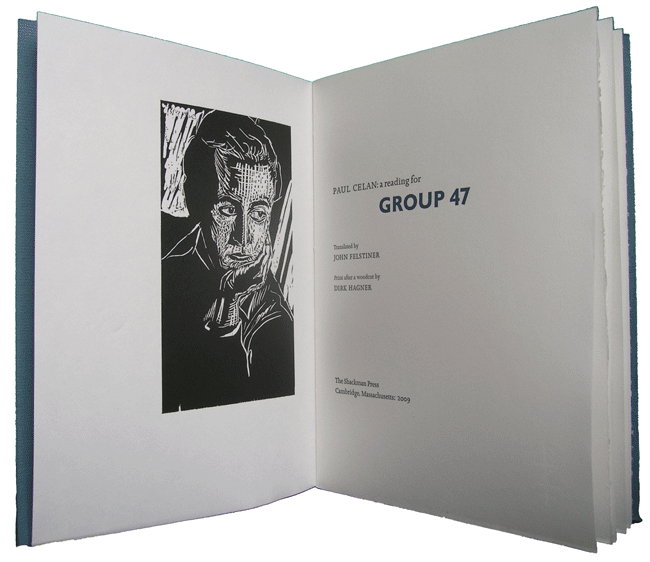 PAUL CELAN: a reading for
GROUP 47
Translated by
JOHN FELSTINER
Print after a woodcut by
DIRK HAGNER
The Shackman Press
Cambridge, Massachusetts: 2009